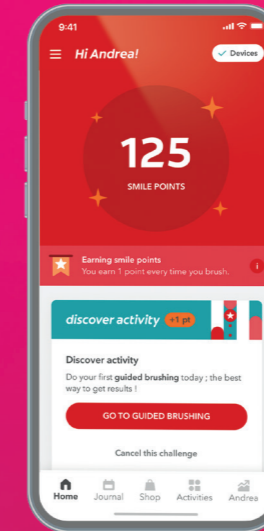 9:41
Hi Andrea!
Devices
125
SMILE POINTS
Earning smile points
You earn 1 point every time you brush.
i
discover activity +1 pt
Discover activity
Do your first guided brushing today ; the best
way to get results !
GO TO GUIDED BRUSHING
Cancel this challenge
Home Journal Shop Activities Andrea